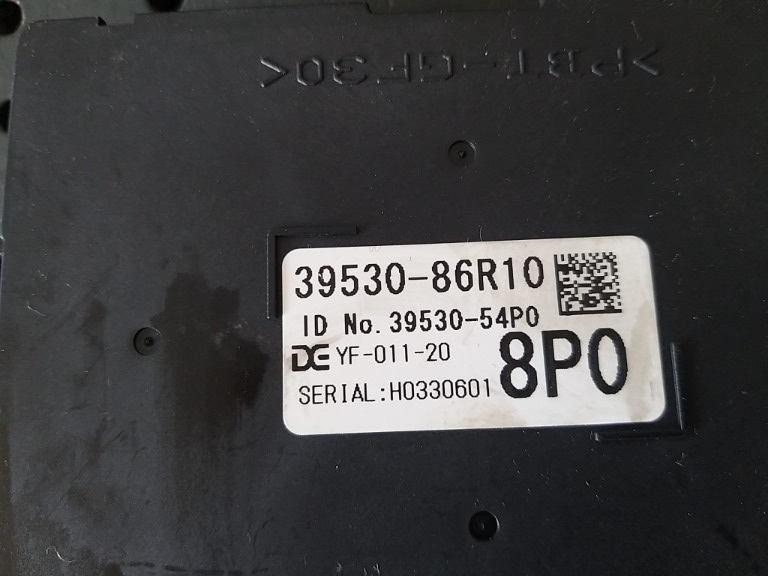 >PBT-GF30<
39530-86R10
ID No. 39530-54P0
DE YF-011-20
8P0
SERIAL:H0330601